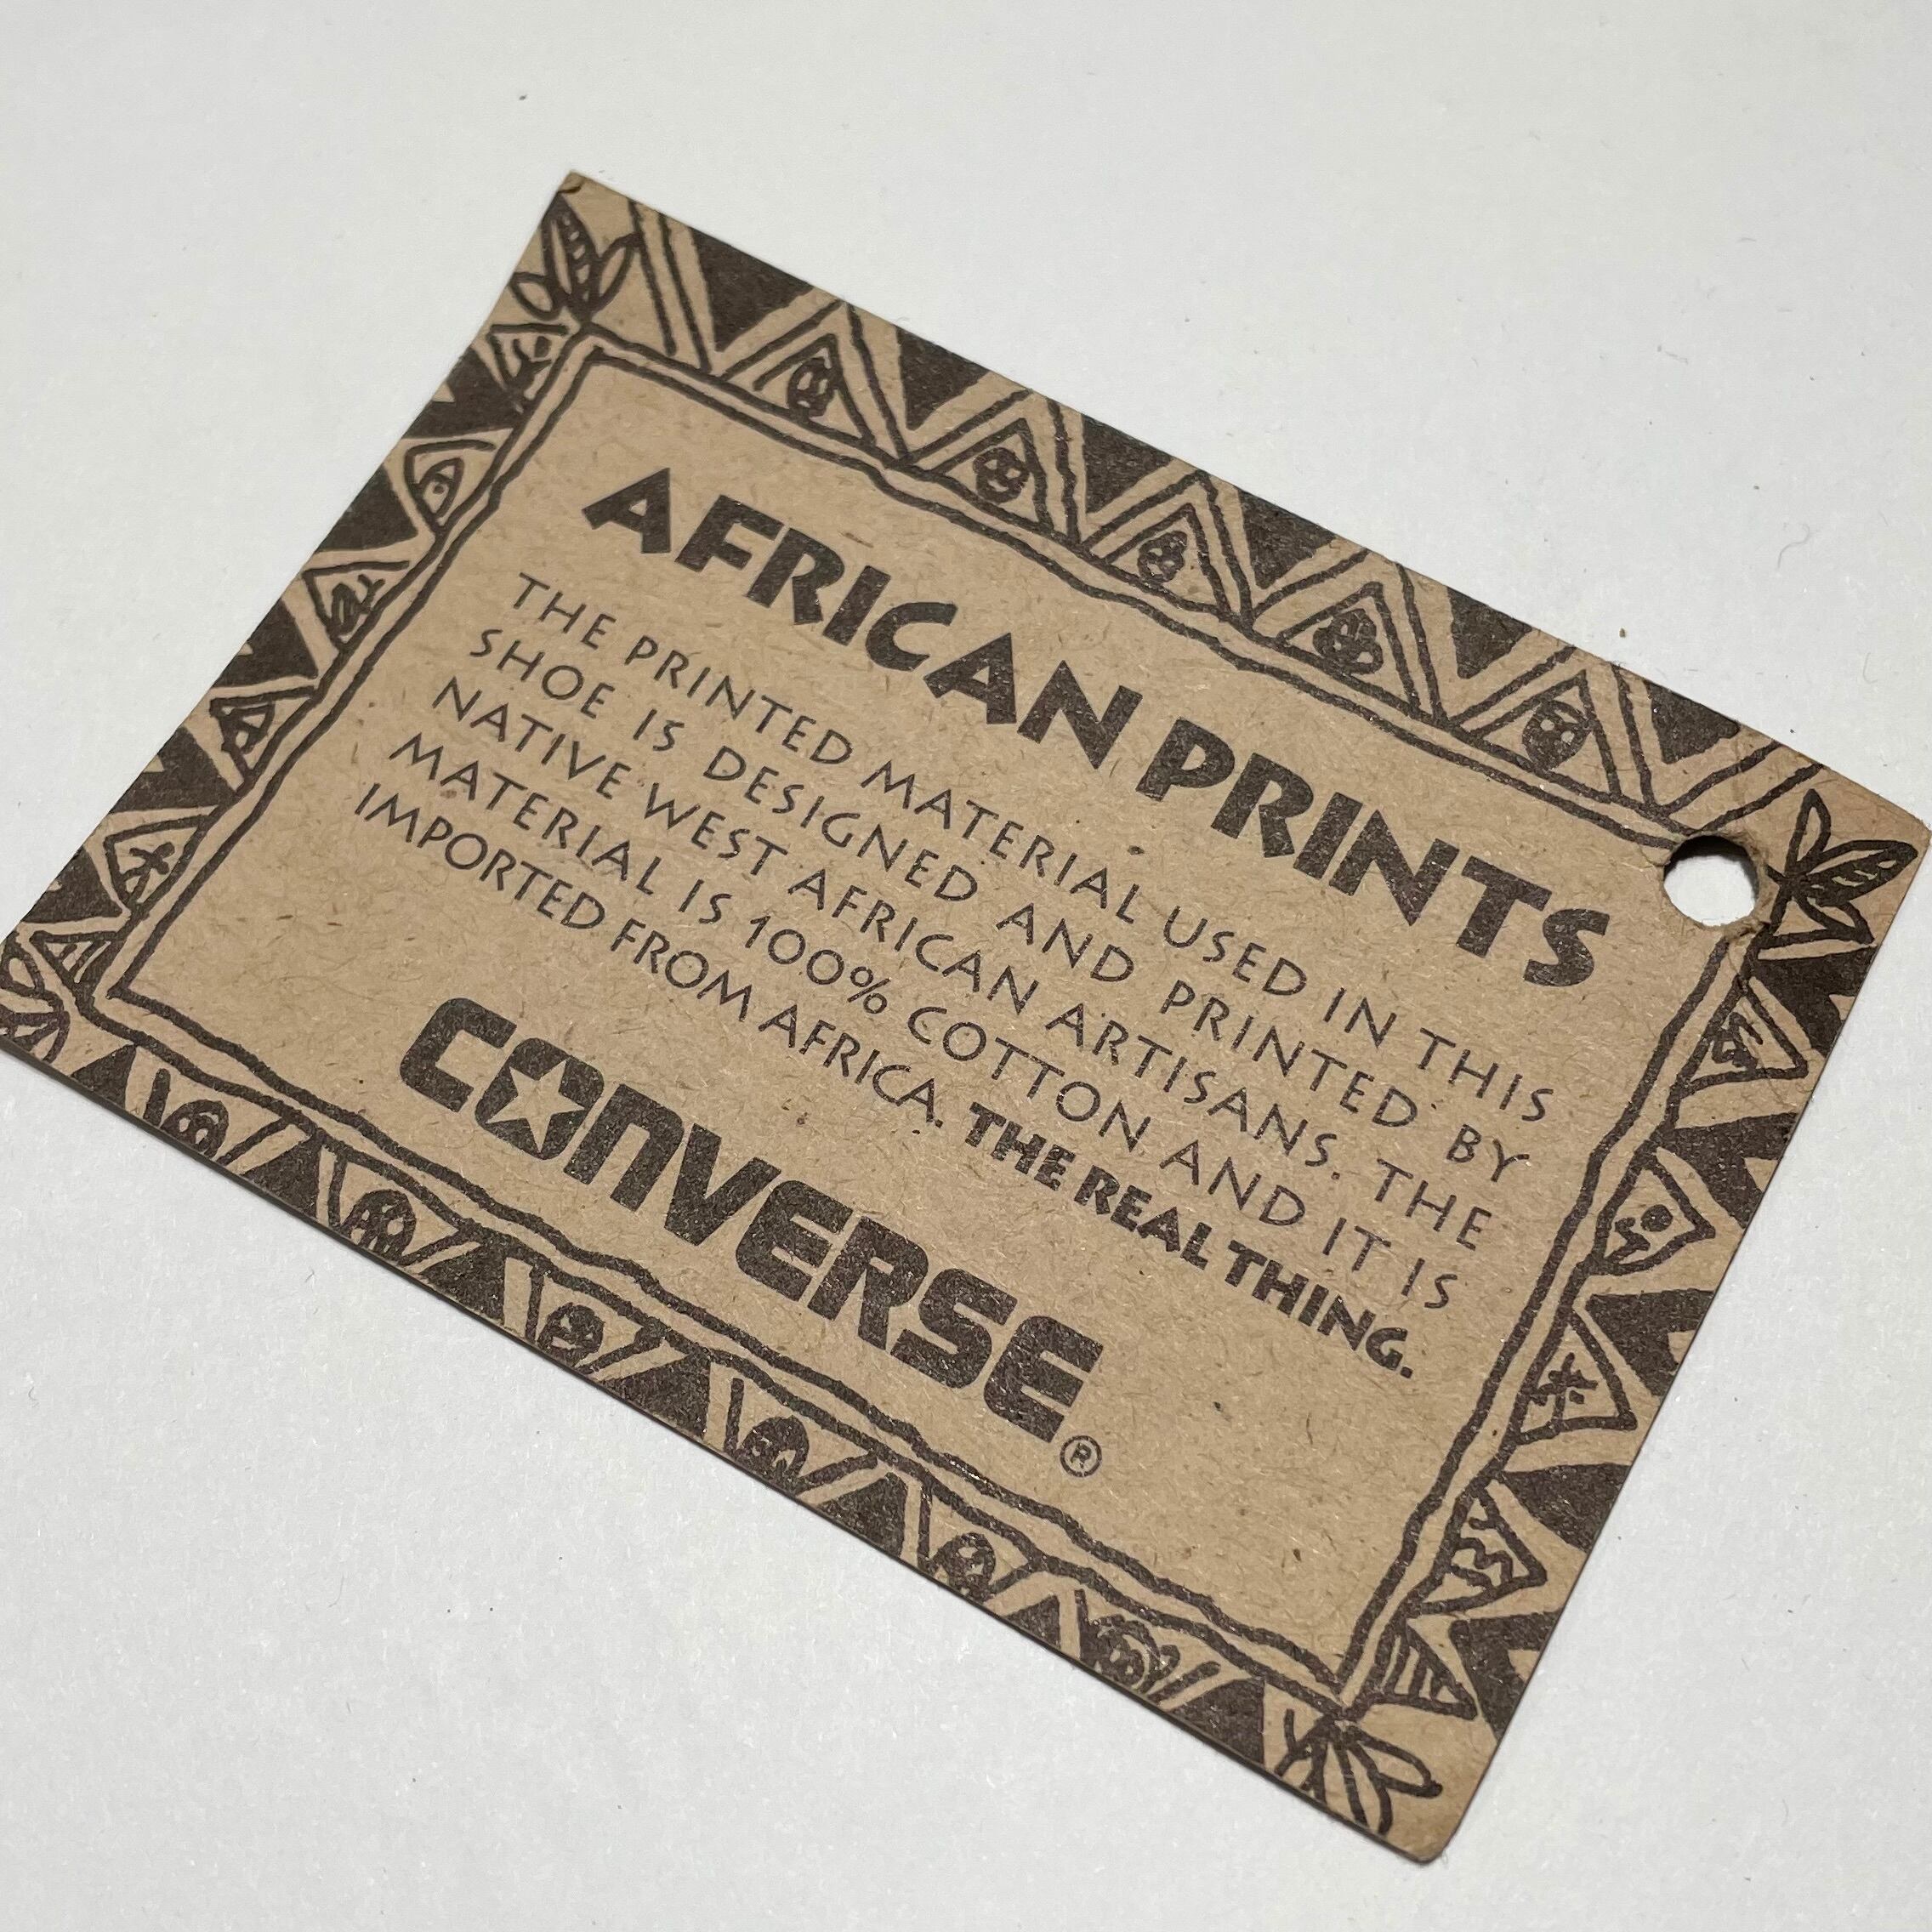 AFRICAN PRINTS
THE PRINTED MATERIAL USED IN THIS
SHOE IS DESIGNED AND PRINTED BY
NATIVE WEST AFRICAN ARTISANS. THE
MATERIAL IS 100% COTTON AND IT IS
IMPORTED FROM AFRICA. THE REAL THING.
CONVERSE®